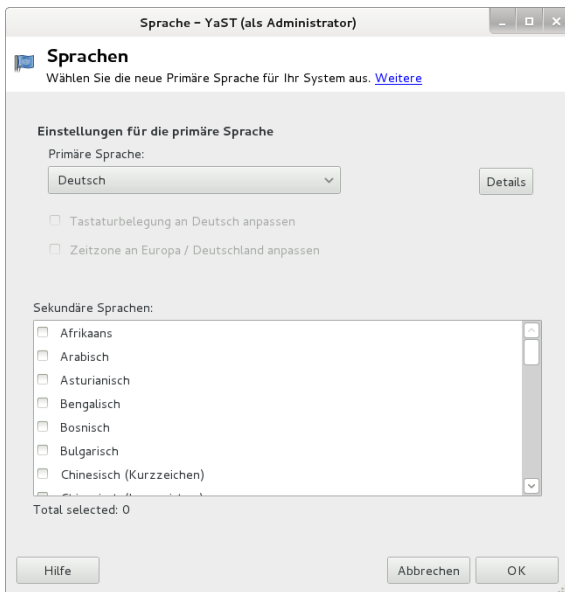 Sprache – YaST (als Administrator)
Sprachen
Wählen Sie die neue Primäre Sprache für Ihr System aus. Weitere
Einstellungen für die primäre Sprache
Primäre Sprache:
Deutsch
Details
Tastaturbelegung an Deutsch anpassen
Zeitzone an Europa / Deutschland anpassen
Sekundäre Sprachen:
Afrikaans
Arabisch
Asturianisch
Bengalisch
Bosnisch
Bulgarisch
Chinesisch (Kurzzeichen)
Total selected: 0
Hilfe
Abbrechen
OK